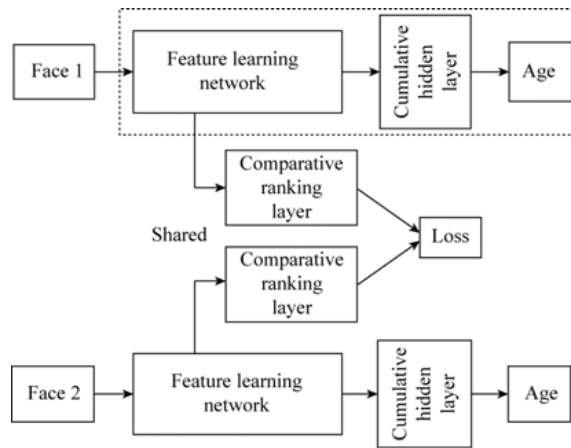 Face 1
Feature learning
network
Cumulative
hidden
layer
Age
Comparative
ranking
layer
Shared
Loss
Comparative
ranking
layer
Face 2
Feature learning
network
Cumulative
hidden
layer
Age